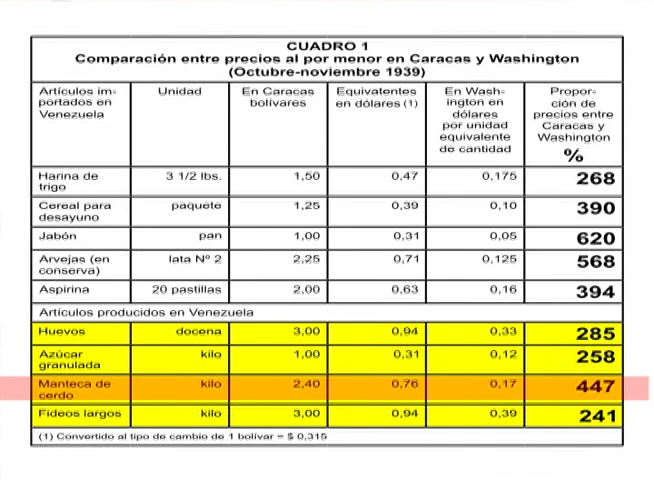 CUADRO 1
Comparación entre precios al por menor en Caracas y Washington
(Octubre-noviembre 1939)
Artículos im- Unidad En Caracas Equivalentes En Wash- Propor-
portados en bolívares en dólares (1) ington en ción de
Venezuela dólares precios entre
por unidad Caracas y
equivalente Washington
de cantidad %
Harina de 3 1/2 lbs. 1,50 0,47 0,175 268
trigo
Cereal para paquete 1,25 0,39 0,10 390
desayuno
Jabón pan 1,00 0,31 0,05 620
Arvejas (en lata Nº 2 2,25 0,71 0,125 568
conserva)
Aspirina 20 pastillas 2,00 0,63 0,16 394
Artículos producidos en Venezuela
Huevos docena 3,00 0,94 0,33 285
Azúcar kilo 1,00 0,31 0,12 258
granulada
Manteca de kilo 2,40 0,76 0,17 447
cerdo
Fideos largos kilo 3,00 0,94 0,39 241
(1) Convertido al tipo de cambio de 1 bolívar = $ 0,315